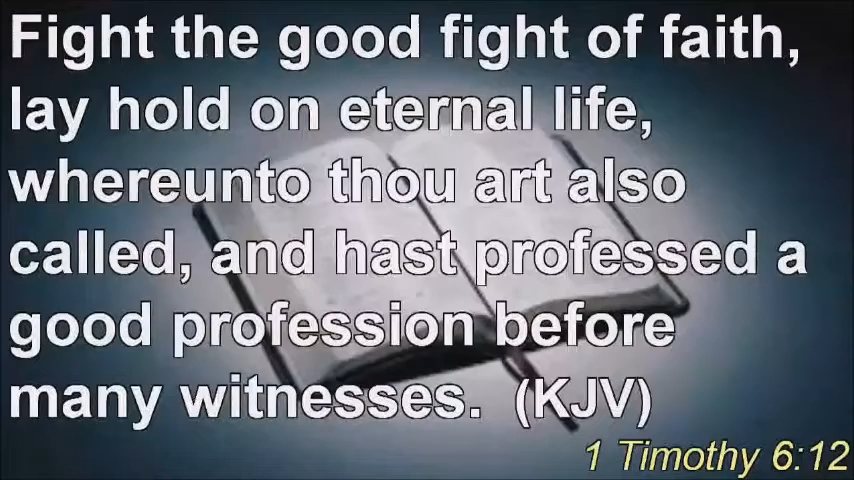 Fight the good fight of faith,
lay hold on eternal life,
whereunto thou art also
called, and hast professed a
good profession before
many witnesses. (KJV)
1 Timothy 6:12